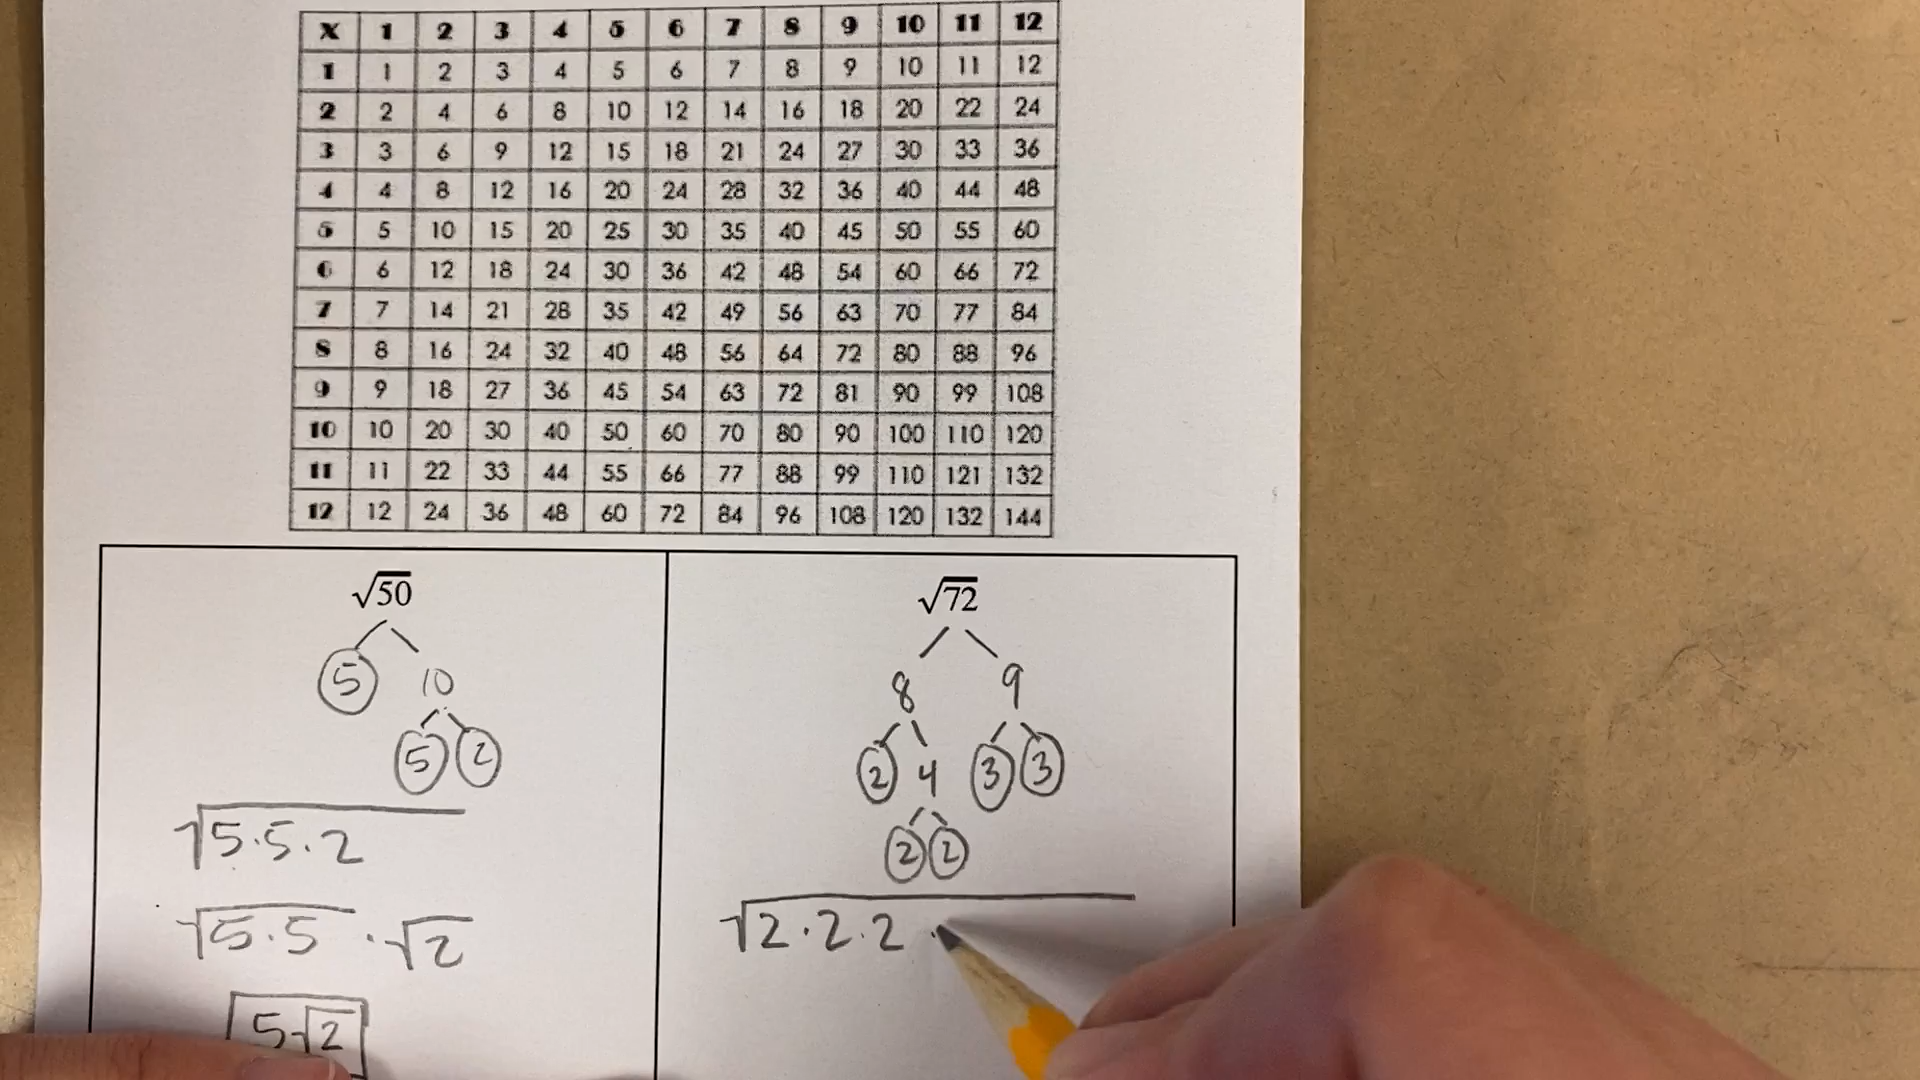 X 1 2 3 4 5 6 7 8 9 10 11 12
1 1 2 3 4 5 6 7 8 9 10 11 12
2 2 4 6 8 10 12 14 16 18 20 22 24
3 3 6 9 12 15 18 21 24 27 30 33 36
4 4 8 12 16 20 24 28 32 36 40 44 48
5 5 10 15 20 25 30 35 40 45 50 55 60
6 6 12 18 24 30 36 42 48 54 60 66 72
7 7 14 21 28 35 42 49 56 63 70 77 84
8 8 16 24 32 40 48 56 64 72 80 88 96
9 9 18 27 36 45 54 63 72 81 90 99 108
10 10 20 30 40 50 60 70 80 90 100 110 120
11 11 22 33 44 55 66 77 88 99 110 121 132
12 12 24 36 48 60 72 84 96 108 120 132 144
√50
5 10
5 2
√5·5·2
√5·5 · √2
5√2
√72
8 9
2 4 3 3
2 2
√2·2·2 ·